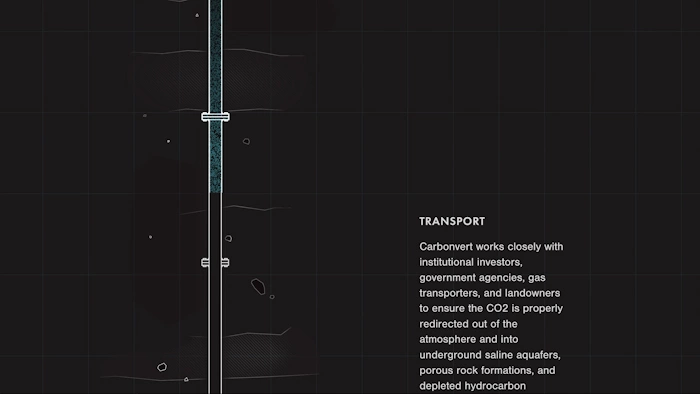 TRANSPORT
Carbonvert works closely with
institutional investors,
government agencies, gas
transporters, and landowners
to ensure the CO2 is properly
redirected out of the
atmosphere and into
underground saline aquafers,
porous rock formations, and
depleted hydrocarbon